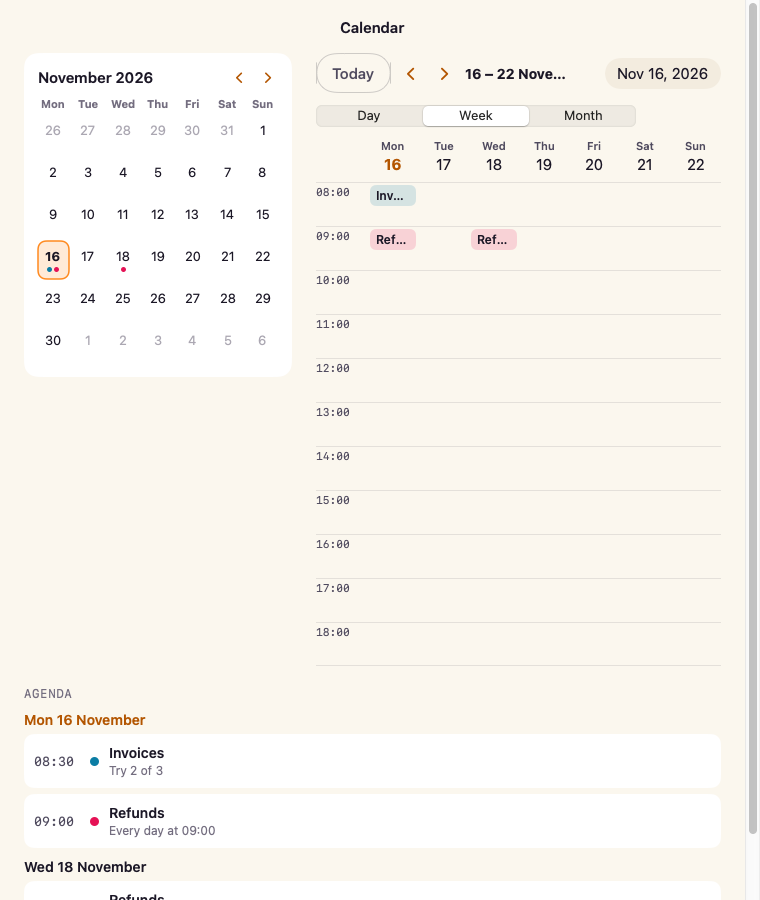 Calendar
November 2026
Mon Tue Wed Thu Fri Sat Sun
26 27 28 29 30 31 1
2 3 4 5 6 7 8
9 10 11 12 13 14 15
16 17 18 19 20 21 22
23 24 25 26 27 28 29
30 1 2 3 4 5 6
Today 16 – 22 Nove... Nov 16, 2026
Day Week Month
Mon Tue Wed Thu Fri Sat Sun
16 17 18 19 20 21 22
08:00 Inv...
09:00 Ref... Ref...
10:00
11:00
12:00
13:00
14:00
15:00
16:00
17:00
18:00
AGENDA
Mon 16 November
08:30 Invoices
Try 2 of 3
09:00 Refunds
Every day at 09:00
Wed 18 November
Refunds